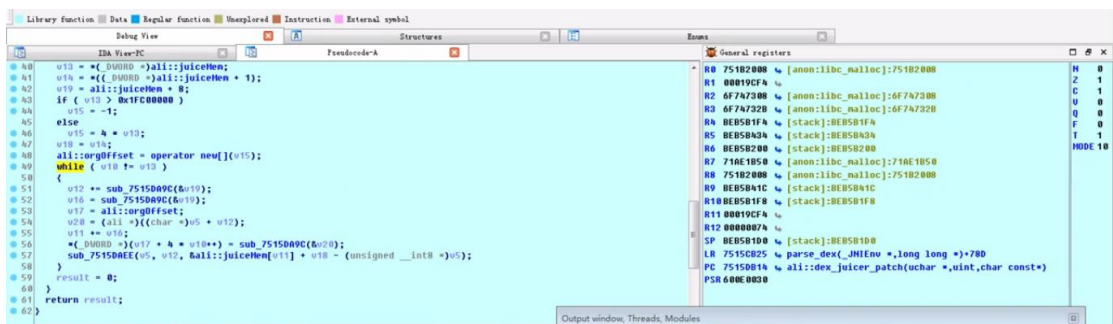 Library function Data Regular function Unexplored Instruction External symbol
Debug View Structures Enums
IDA View-PC Pseudocode-A General registers
40 v13 = *(_DWORD *)ali::juiceMem;
41 v14 = *((_DWORD *)ali::juiceMem + 1);
42 v19 = ali::juiceMem + 8;
43 if ( v13 > 0x1FC00000 )
44 v15 = -1;
45 else
46 v15 = 4 * v13;
47 v18 = v14;
48 ali::orgOffset = operator new[](v15);
49 while ( v10 != v13 )
50 {
51 v12 += sub_7515DA9C(&v19);
52 v16 = sub_7515DA9C(&v19);
53 v17 = ali::orgOffset;
54 v20 = (ali *)((char *)v5 + v12);
55 v11 += v16;
56 *(_DWORD *)(v17 + 4 * v10++) = sub_7515DA9C(&v20);
57 sub_7515DAEE(v5, v12, &ali::juiceMem[v11] + v18 - (unsigned __int8 *)v5);
58 }
59 result = 0;
60 }
61 return result;
62 }
R0 751B2008 [anon:libc_malloc]:751B2008
R1 00019CF4
R2 6F747308 [anon:libc_malloc]:6F747308
R3 6F74732B [anon:libc_malloc]:6F74732B
R4 BEB5B1F4 [stack]:BEB5B1F4
R5 BEB5B434 [stack]:BEB5B434
R6 BEB5B200 [stack]:BEB5B200
R7 71AE1B50 [anon:libc_malloc]:71AE1B50
R8 751B2008 [anon:libc_malloc]:751B2008
R9 BEB5B41C [stack]:BEB5B41C
R10 BEB5B1F8 [stack]:BEB5B1F8
R11 00019CF4
R12 00000074
SP BEB5B1D0 [stack]:BEB5B1D0
LR 7515CB25 parse_dex(_JNIEnv *,long long *)+78D
PC 7515DB14 ali::dex_juicer_patch(uchar *,uint,char const*)
PSR 600E0030
N 0
Z 1
C 1
V 0
Q 0
F 0
T 1
MODE 10
Output window, Threads, Modules